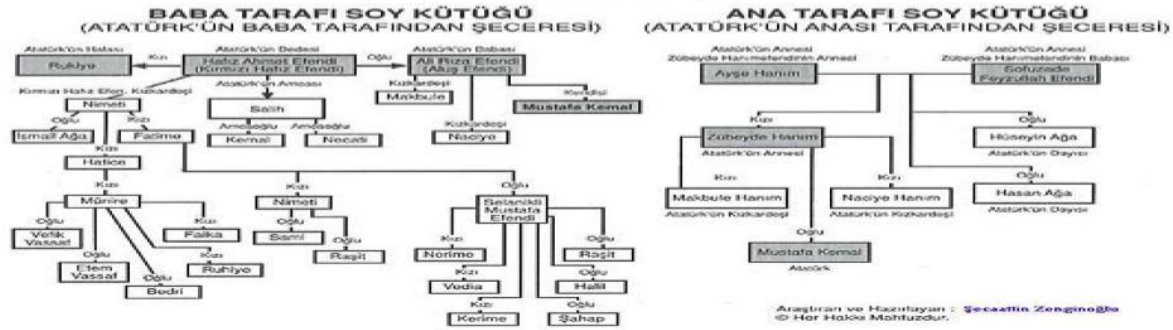 BABA TARAFI SOY KÜTÜĞÜ
(ATATÜRK'ÜN BABA TARAFINDAN ŞECERESİ)
Atatürk'ün Halası
Rukiye
Kızı
Atatürk'ün Dedesi
Hafız Ahmet Efendi
(Kırmızı Hafız Efendi)
Oğlu
Atatürk'ün Babası
Ali Rıza Efendi
(Aluş Efendi)
Kırmızı Hafız Efen. Kızkardeşi
Nimeti
Atatürk'ün Amcası
Salih
Kızkardeşi
Makbule
Kendisi
Mustafa Kemal
Oğlu
İsmail Ağa
Kızı
Fatime
Amcaoğlu
Kemal
Amcaoğlu
Necati
Kızkardeşi
Naciye
Kızı
Hatice
Kızı
Münire
Kızı
Nimeti
Oğlu
Selanikli
Mustafa
Efendi
Oğlu
Vefik
Vassaf
Kızı
Faika
Oğlu
Sami
Oğlu
Raşit
Kızı
Nerime
Oğlu
Raşit
Oğlu
Etem
Vassaf
Kızı
Ruhiye
Kızı
Vedia
Oğlu
Halil
Oğlu
Bedri
Kızı
Kerime
Oğlu
Şahap
ANA TARAFI SOY KÜTÜĞÜ
(ATATÜRK'ÜN ANASI TARAFINDAN ŞECERESİ)
Atatürk'ün Annesi
Zübeyde Hanımefendinin Annesi
Ayşe Hanım
Atatürk'ün Annesi
Zübeyde Hanımefendinin Babası
Sofuzade
Feyzullah Efendi
Kızı
Zübeyde Hanım
Atatürk'ün Annesi
Oğlu
Hüseyin Ağa
Atatürk'ün Dayısı
Kızı
Makbule Hanım
Atatürk'ün Kızkardeşi
Kızı
Naciye Hanım
Atatürk'ün Kızkardeşi
Oğlu
Hasan Ağa
Atatürk'ün Dayısı
Oğlu
Mustafa Kemal
Atatürk
Araştıran ve Hazırlayan : Şecaattin Zenginoğlu
© Her Hakkı Mahfuzdur.